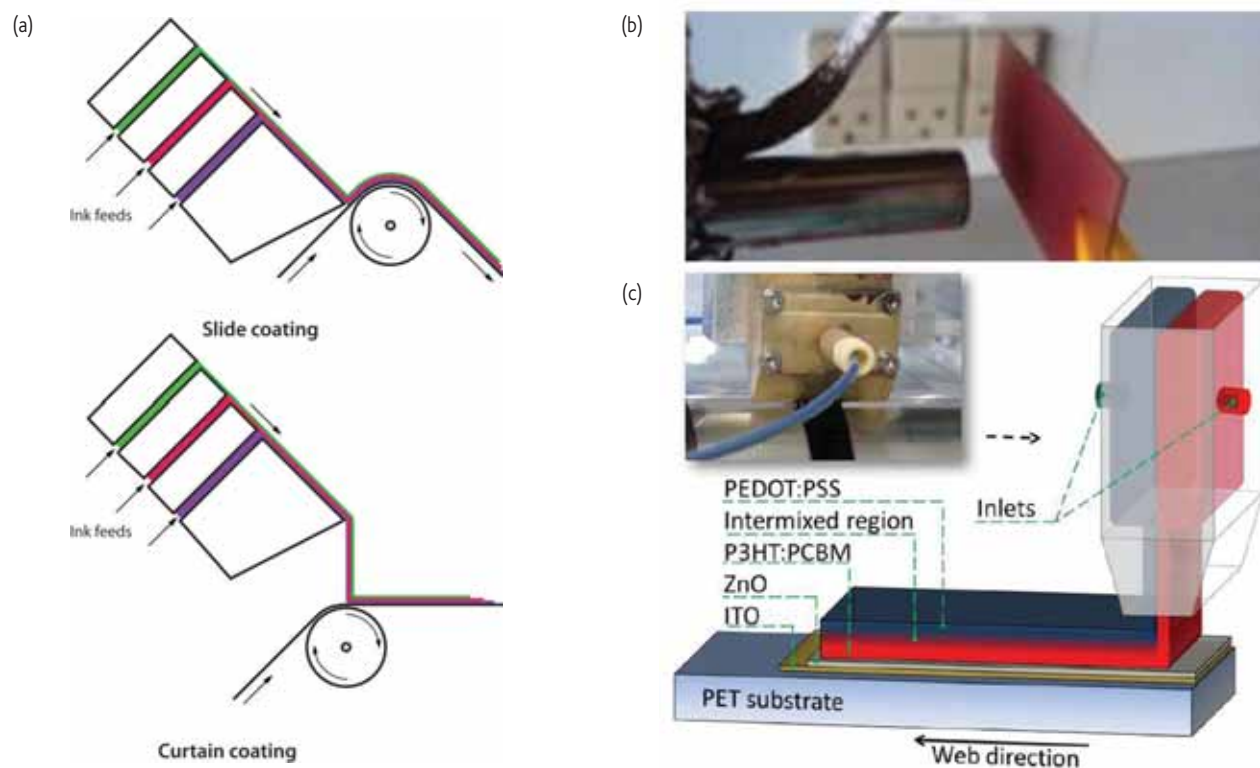 (a)
Ink feeds
Slide coating
Ink feeds
Curtain coating
(b)
(c)
PEDOT:PSS
Intermixed region
P3HT:PCBM
ZnO
ITO
Inlets
PET substrate
Web direction